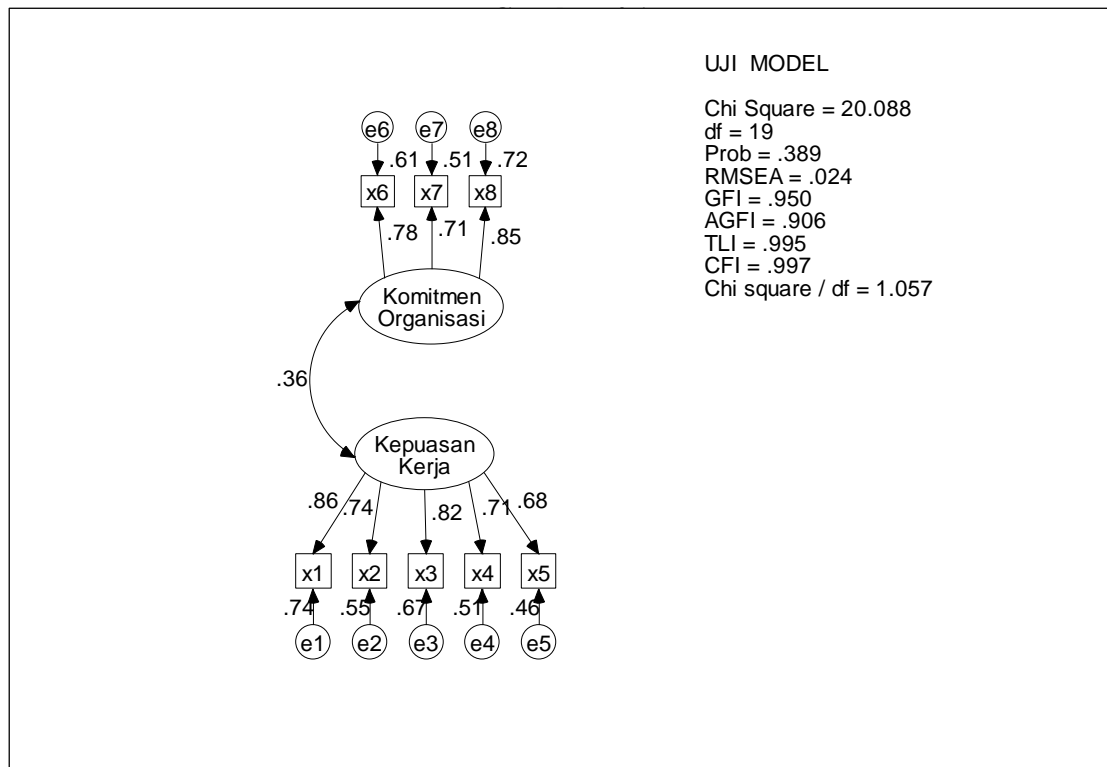 UJI MODEL
Chi Square = 20.088
df = 19
Prob = .389
RMSEA = .024
GFI = .950
AGFI = .906
TLI = .995
CFI = .997
Chi square / df = 1.057
e6 e7 e8
.61 .51 .72
x6 x7 x8
.78 .71 .85
Komitmen
Organisasi
.36
Kepuasan
Kerja
.86 .74 .82 .71 .68
x1 x2 x3 x4 x5
.74 .55 .67 .51 .46
e1 e2 e3 e4 e5